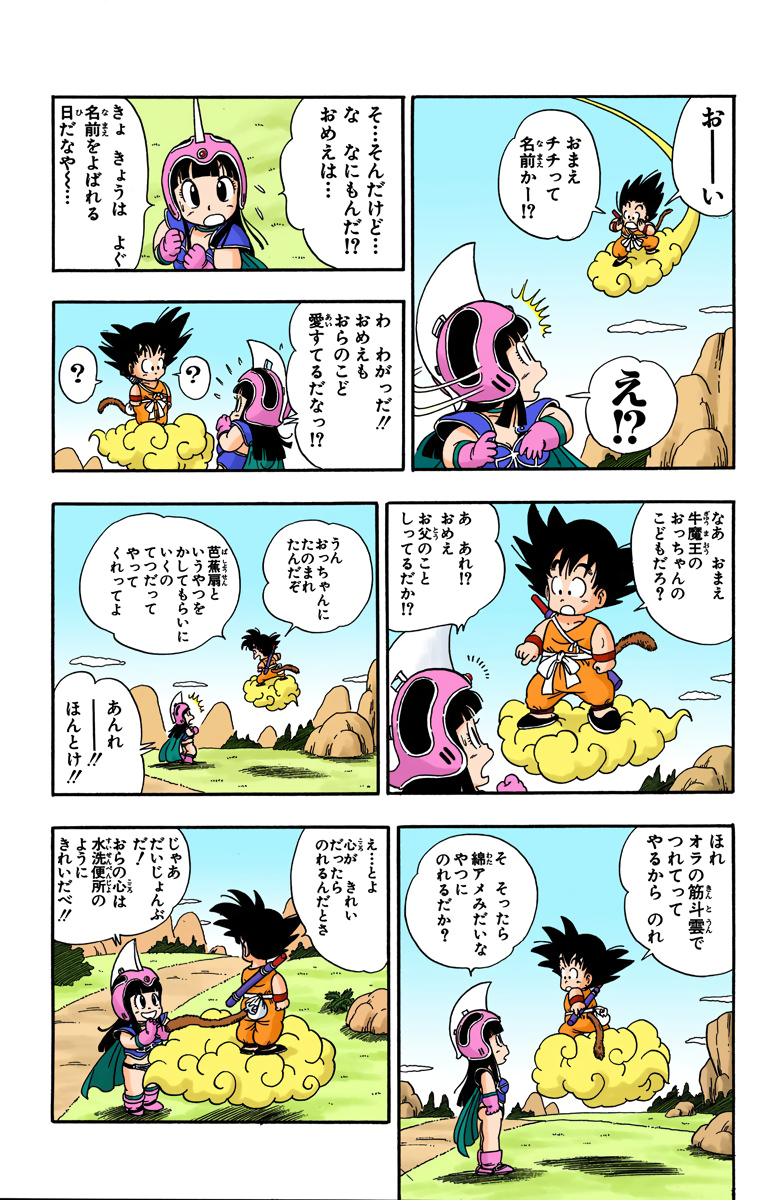 おーーい
おまえ
チチって
名前かー!?
え!?
そ…そんだけど…
な なにもんだ!?
おめえは…
きょ きょうは よぐ
名前をよばれる
日だなや〜…
わ わがっだ!!
おめえも
おらのこど
愛すてるだなっ!?
?
?
なあ おまえ
牛魔王の
おっちゃんの
こどもだろ?
あ あれ!?
おめえ
お父のこと
しってるだか!?
うん
おっちゃんに
たのまれ
たんだぞ
芭蕉扇と
いうやつを
かしてもらいに
いくの
てつだって
やって
くれってよ
あんれ
ーー!!
ほんとけ!!
ほれ
オラの筋斗雲で
つれてって
やるから のれ
そ そったら
綿アメみだいな
やつに
のれるだか?
え…とよ
心が きれい
だったら
のれるんだとさ
じゃあ
だいじょんぶ
だ!
おらの心は
水洗便所の
ように
きれいだべ!!